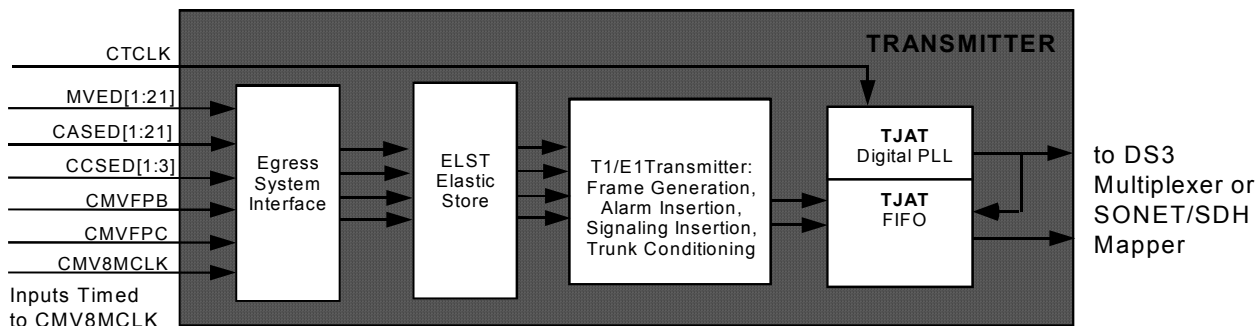 TRANSMITTER
CTCLK
MVED[1:21]
CASED[1:21]
CCSED[1:3]
CMVFPB
CMVFPC
CMV8MCLK
Inputs Timed
to CMV8MCLK
Egress
System
Interface
ELST
Elastic
Store
T1/E1Transmitter:
Frame Generation,
Alarm Insertion,
Signaling Insertion,
Trunk Conditioning
TJAT
Digital PLL
TJAT
FIFO
to DS3
Multiplexer or
SONET/SDH
Mapper